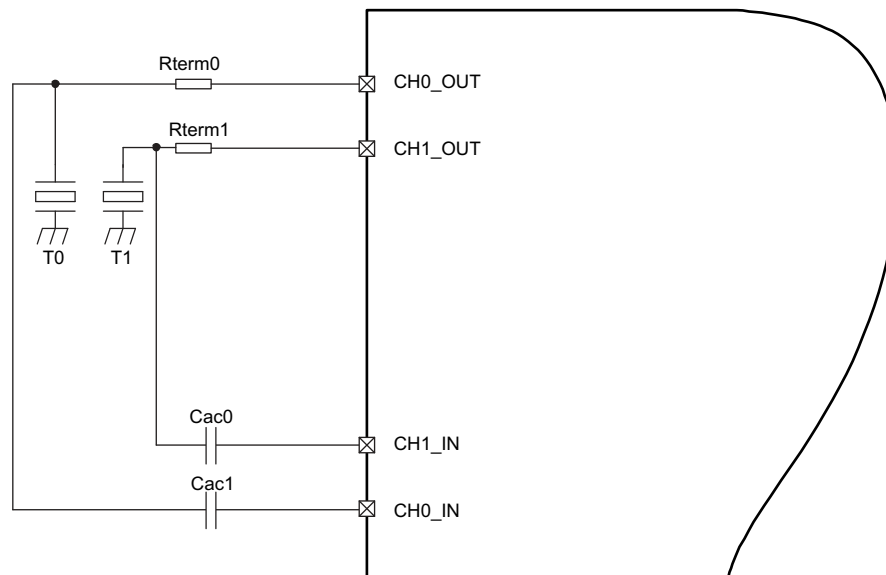 Rterm0
CH0_OUT
Rterm1
CH1_OUT
T0
T1
Cac0
CH1_IN
Cac1
CH0_IN